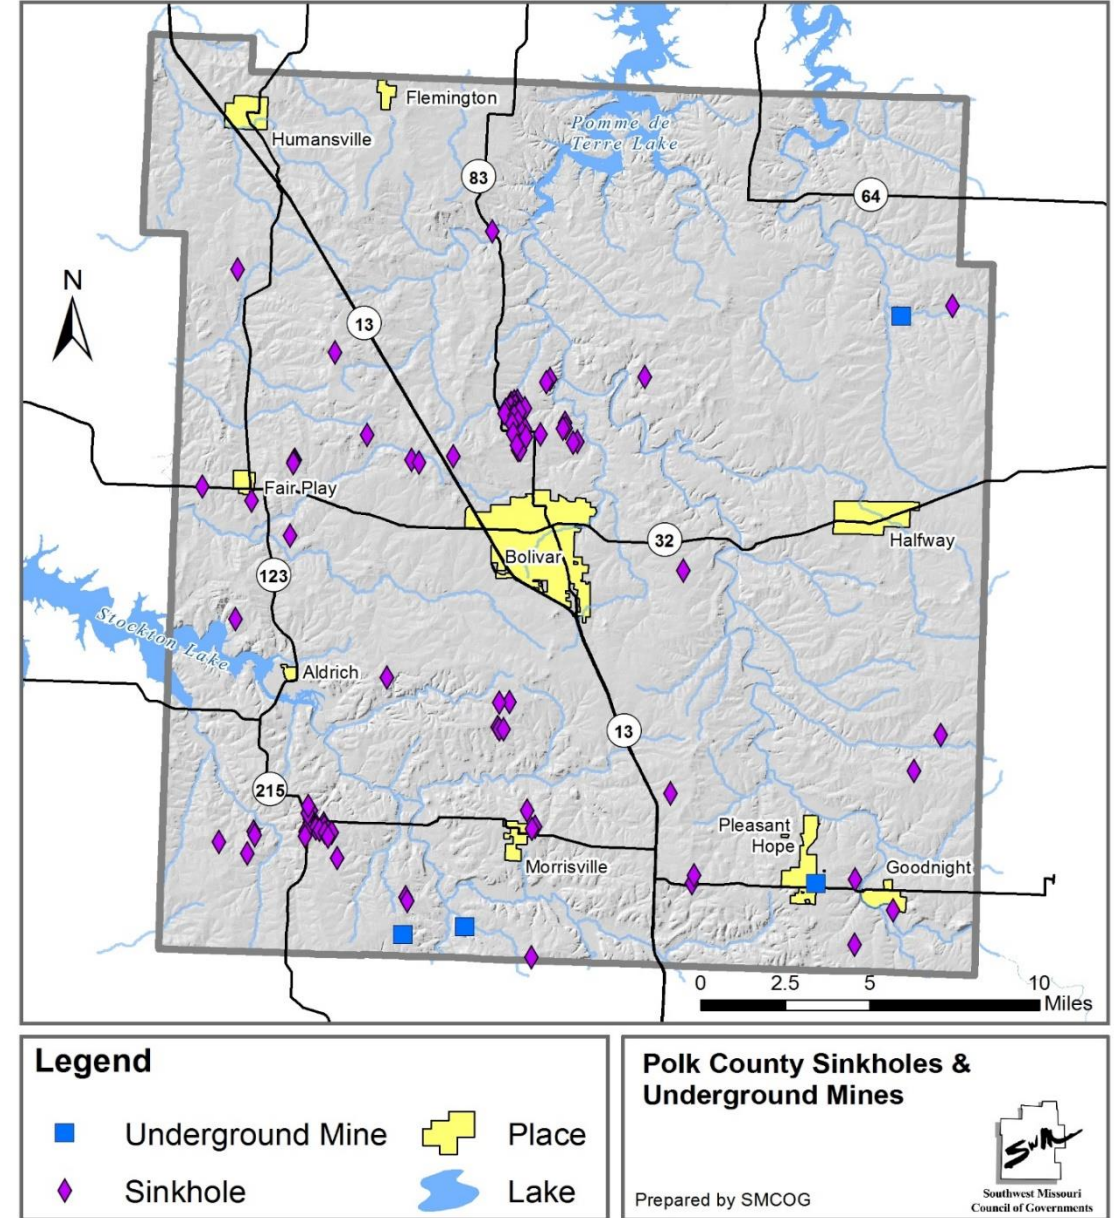 Flemington
Humansville
Pomme de
Terre Lake
83
64
N
13
Fair Play
Bolivar
32
Halfway
123
Stockton Lake
Aldrich
13
215
Pleasant
Hope
Goodnight
Morrisville
0 2.5 5 10
Miles
Legend
Underground Mine
Place
Sinkhole
Lake
Polk County Sinkholes &
Underground Mines
Prepared by SMCOG
SWM
Southwest Missouri
Council of Governments